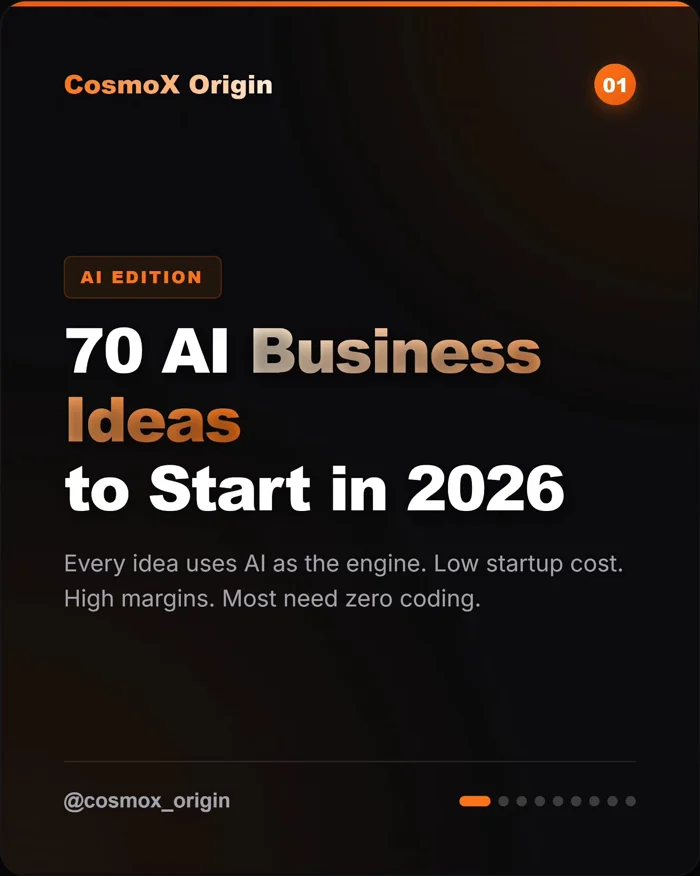 CosmoX Origin
01
AI EDITION
70 AI Business
Ideas
to Start in 2026
Every idea uses AI as the engine. Low startup cost.
High margins. Most need zero coding.
@cosmox_origin